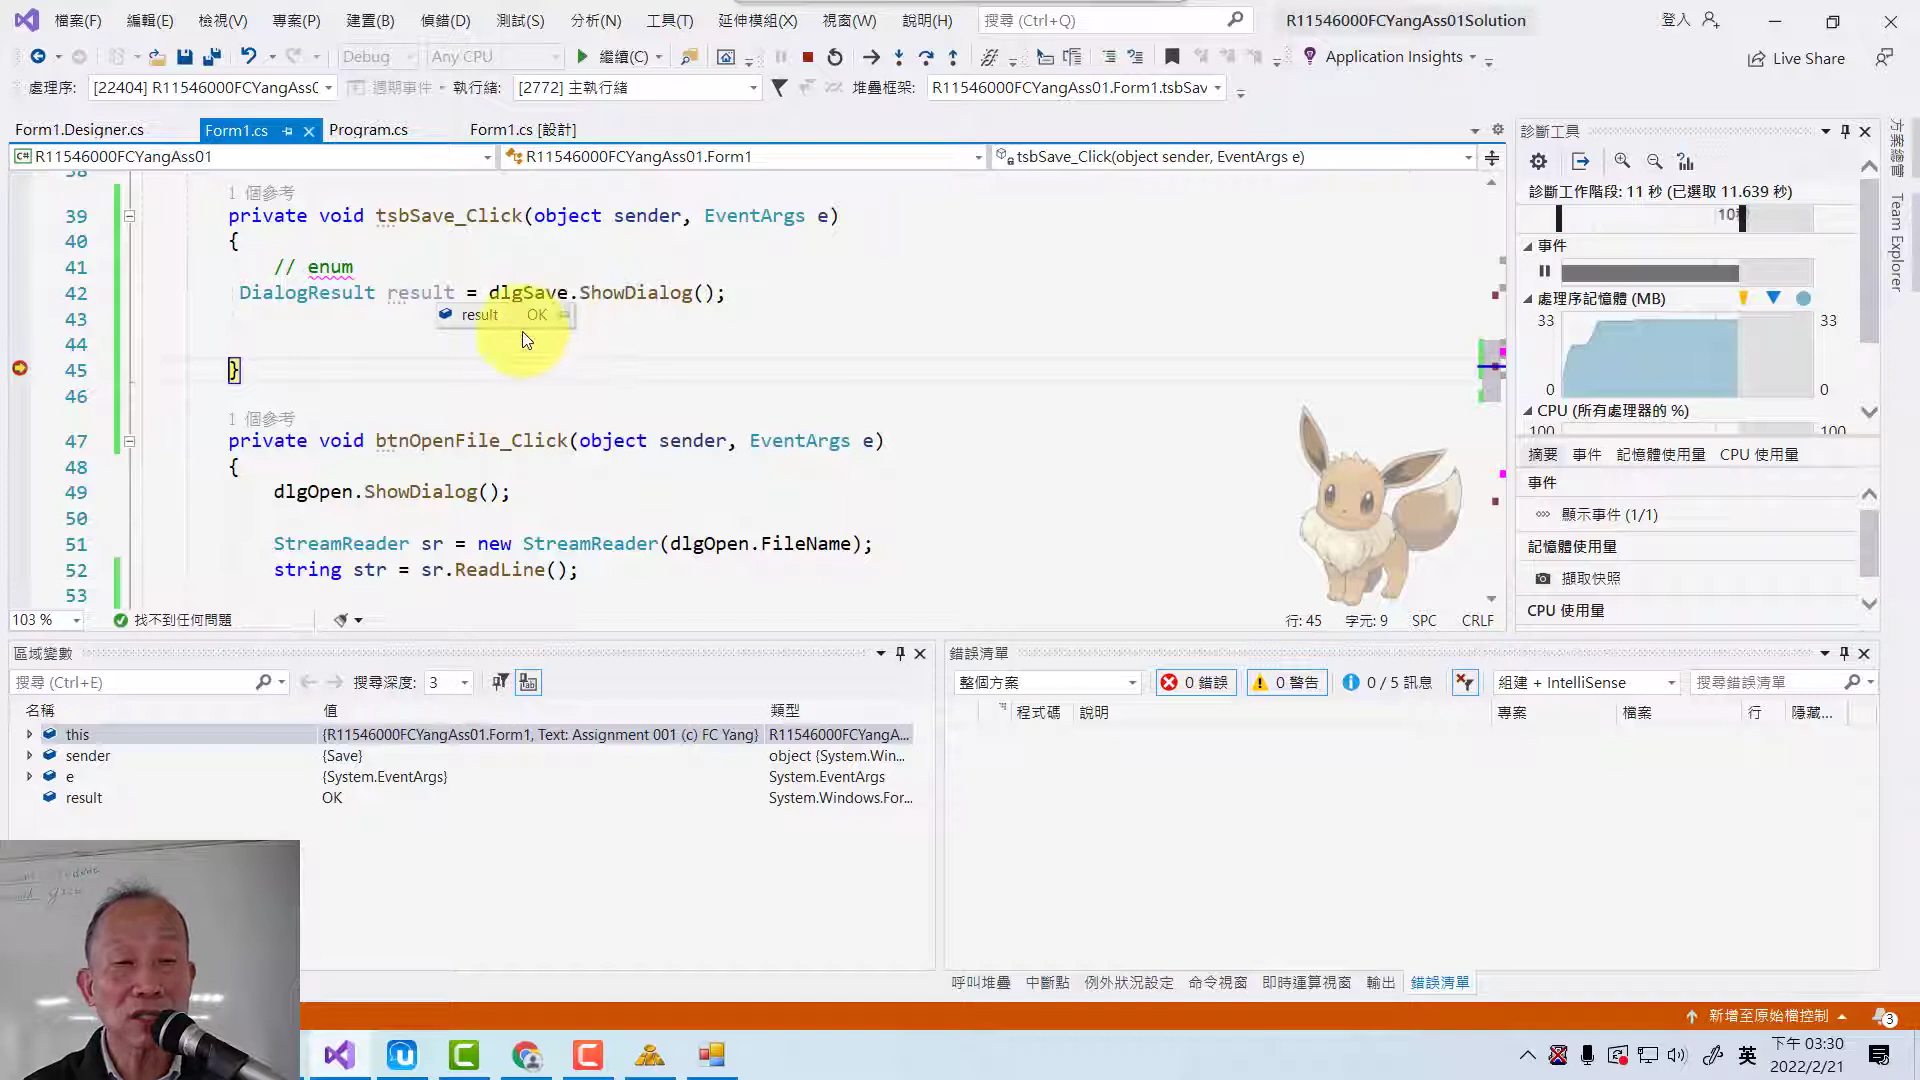 檔案(F) 編輯(E) 檢視(V) 專案(P) 建置(B) 偵錯(D) 測試(S) 分析(N) 工具(T) 延伸模組(X) 視窗(W) 說明(H) 搜尋 (Ctrl+Q) R11546000FCYangAss01Solution 登入
Debug Any CPU 繼續(C) Application Insights Live Share
處理序: [22404] R11546000FCYangAss0 週期事件 執行緒: [2772] 主執行緒 堆疊框架: R11546000FCYangAss01.Form1.tsbSav
Form1.Designer.cs Form1.cs Program.cs Form1.cs [設計]
R11546000FCYangAss01 R11546000FCYangAss01.Form1 tsbSave_Click(object sender, EventArgs e)
38
1 個參考
39 private void tsbSave_Click(object sender, EventArgs e)
40 {
41 // enum
42 DialogResult result = dlgSave.ShowDialog();
43 result OK
44
45 }
46
1 個參考
47 private void btnOpenFile_Click(object sender, EventArgs e)
48 {
49 dlgOpen.ShowDialog();
50
51 StreamReader sr = new StreamReader(dlgOpen.FileName);
52 string str = sr.ReadLine();
53
103 % 找不到任何問題 行: 45 字元: 9 SPC CRLF
診斷工具
診斷工作階段: 11 秒 (已選取 11.639 秒)
事件
處理序記憶體 (MB)
33 33
0 0
CPU (所有處理器的 %)
100 100
摘要 事件 記憶體使用量 CPU 使用量
事件
顯示事件 (1/1)
記憶體使用量
擷取快照
CPU 使用量
方案總管
Team Explorer
區域變數
搜尋 (Ctrl+E) 搜尋深度: 3
名稱 值 類型
this {R11546000FCYangAss01.Form1, Text: Assignment 001 (c) FC Yang} R11546000FCYangA...
sender {Save} object {System.Win...
e {System.EventArgs} System.EventArgs
result OK System.Windows.For...
錯誤清單
整個方案 0 錯誤 0 警告 0 / 5 訊息 組建 + IntelliSense 搜尋錯誤清單
程式碼 說明 專案 檔案 行 隱藏...
呼叫堆疊 中斷點 例外狀況設定 命令視窗 即時運算視窗 輸出 錯誤清單
新增至原始檔控制 3
英 下午 03:30
2022/2/21